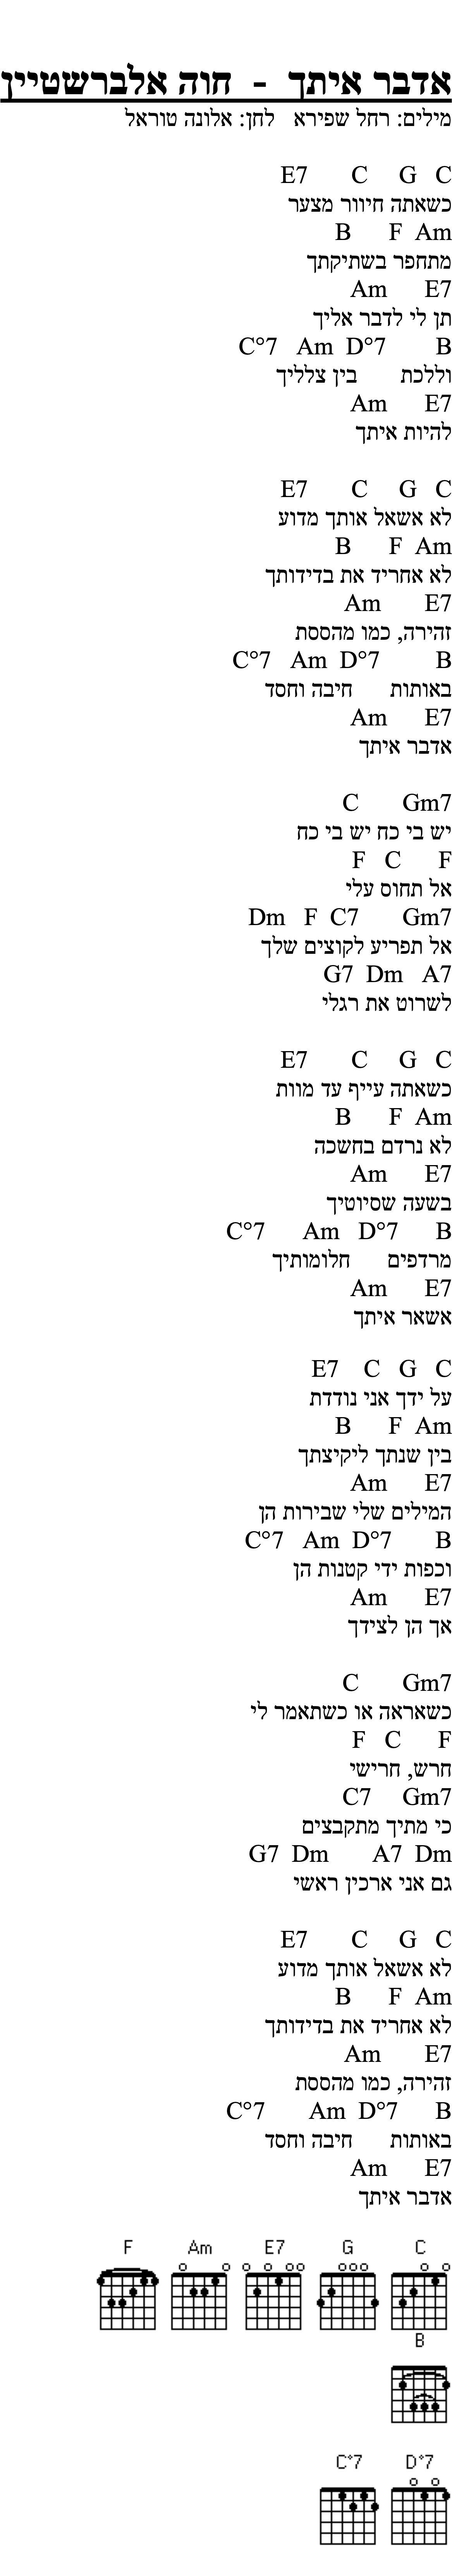 אדבר איתך - חוה אלברשטיין
מילים: רחל שפירא לחן: אלונה טוראל
E7 C G C
כשאתה חיוור מצער
B F Am
מתחפר בשתיקתך
Am E7
תן לי לדבר אליך
C°7 Am D°7 B
וללכת בין צלליך
Am E7
להיות איתך
E7 C G C
לא אשאל אותך מדוע
B F Am
לא אחריד את בדידותך
Am E7
זהירה, כמו מהססת
C°7 Am D°7 B
באותות חיבה וחסד
Am E7
אדבר איתך
C Gm7
יש בי כח יש בי כח
F C F
אל תחוס עלי
Dm F C7 Gm7
אל תפריע לקוצים שלך
G7 Dm A7
לשרוט את רגלי
E7 C G C
כשאתה עייף עד מוות
B F Am
לא נרדם בחשכה
Am E7
בשעה שסיוטיך
C°7 Am D°7 B
מרדפים חלומותיך
Am E7
אשאר איתך
E7 C G C
על ידך אני נודדת
B F Am
בין שנתך ליקיצתך
Am E7
המילים שלי שבירות הן
C°7 Am D°7 B
וכפות ידי קטנות הן
Am E7
אך הן לצידך
C Gm7
כשאראה או כשתאמר לי
F C F
חרש, חרישי
C7 Gm7
כי מתיך מתקבצים
G7 Dm A7 Dm
גם אני ארכין ראשי
E7 C G C
לא אשאל אותך מדוע
B F Am
לא אחריד את בדידותך
Am E7
זהירה, כמו מהססת
C°7 Am D°7 B
באותות חיבה וחסד
Am E7
אדבר איתך
F Am E7 G C
B
C°7 D°7